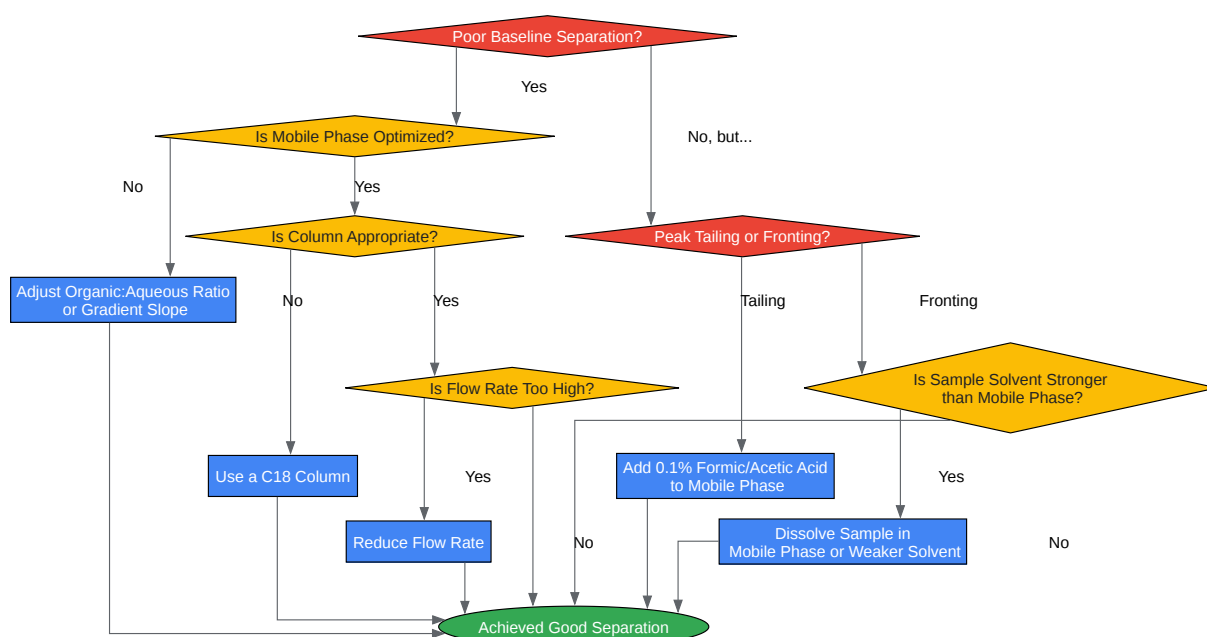 Poor Baseline Separation?
Yes
Is Mobile Phase Optimized?
No, but...
No
Yes
Is Column Appropriate?
Peak Tailing or Fronting?
Adjust Organic:Aqueous Ratio
or Gradient Slope
No
Yes
Tailing
Fronting
Is Flow Rate Too High?
Is Sample Solvent Stronger
than Mobile Phase?
Use a C18 Column
Yes
Add 0.1% Formic/Acetic Acid
to Mobile Phase
Yes
Reduce Flow Rate
No
Dissolve Sample in
Mobile Phase or Weaker Solvent
No
Achieved Good Separation